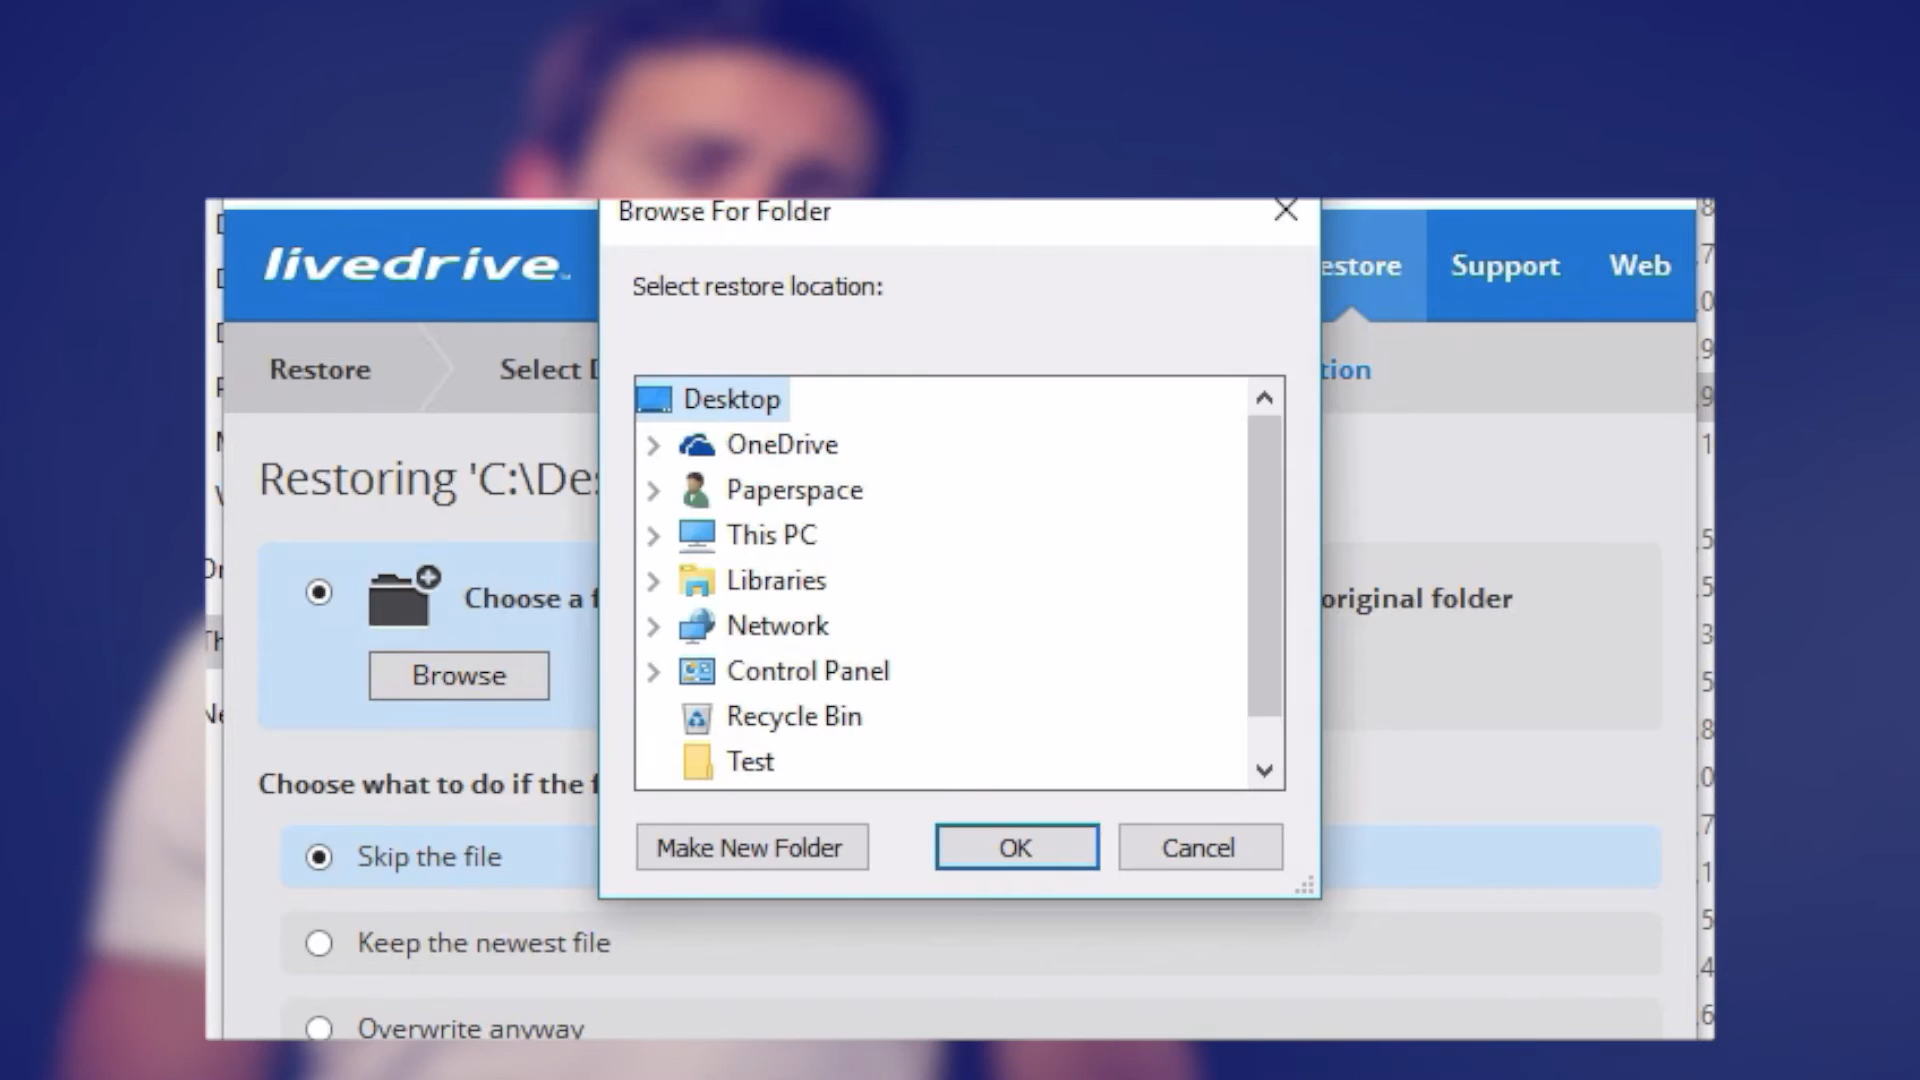 Browse For Folder
livedrive
estore
Support
Web
Select restore location:
Restore
Select
tion
Desktop
OneDrive
Paperspace
This PC
Libraries
Network
Control Panel
Recycle Bin
Test
Restoring 'C:\Des
Choose a f
original folder
Browse
Choose what to do if the f
Make New Folder
OK
Cancel
Skip the file
Keep the newest file
Overwrite anyway